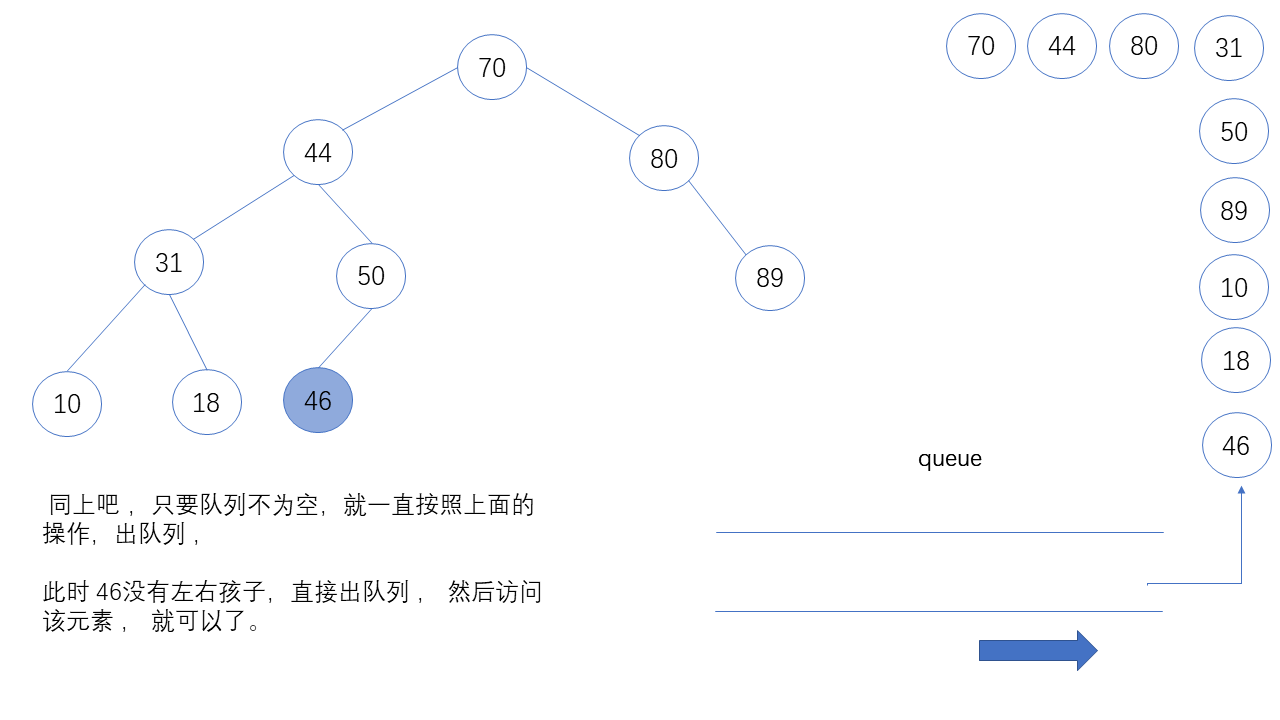 70
44
80
31
50
89
10
18
46
70 44 80 31
50
89
10
18
46
queue
同上吧 ，只要队列不为空，就一直按照上面的
操作，出队列 ，
此时 46没有左右孩子，直接出队列 ， 然后访问
该元素 ， 就可以了。